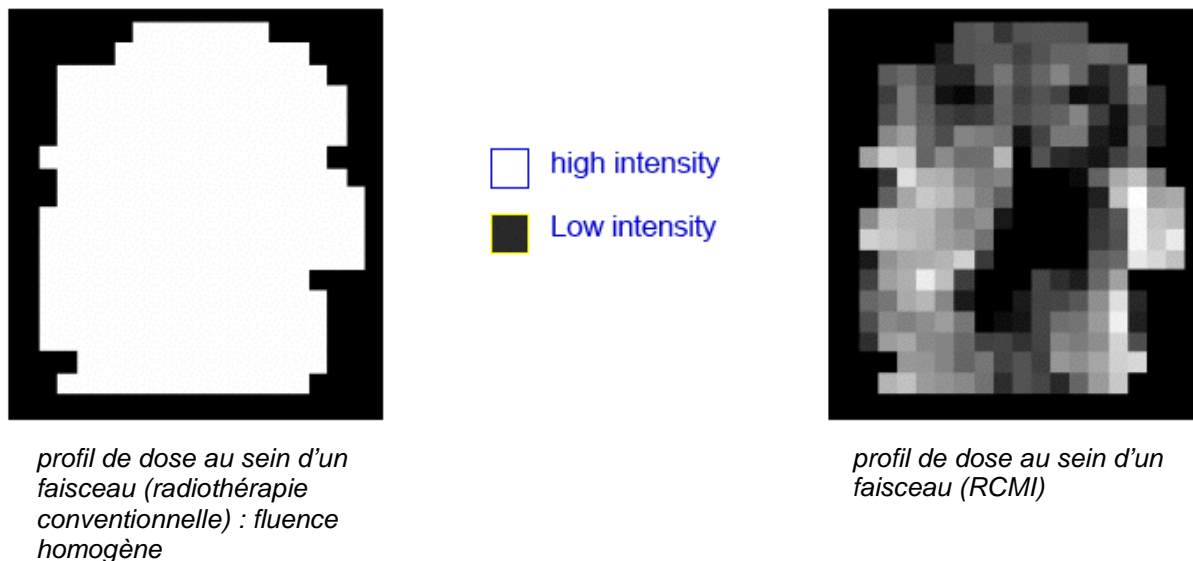 high intensity
Low intensity
profil de dose au sein d’un
faisceau (radiothérapie
conventionnelle) : fluence
homogène
profil de dose au sein d’un
faisceau (RCMI)